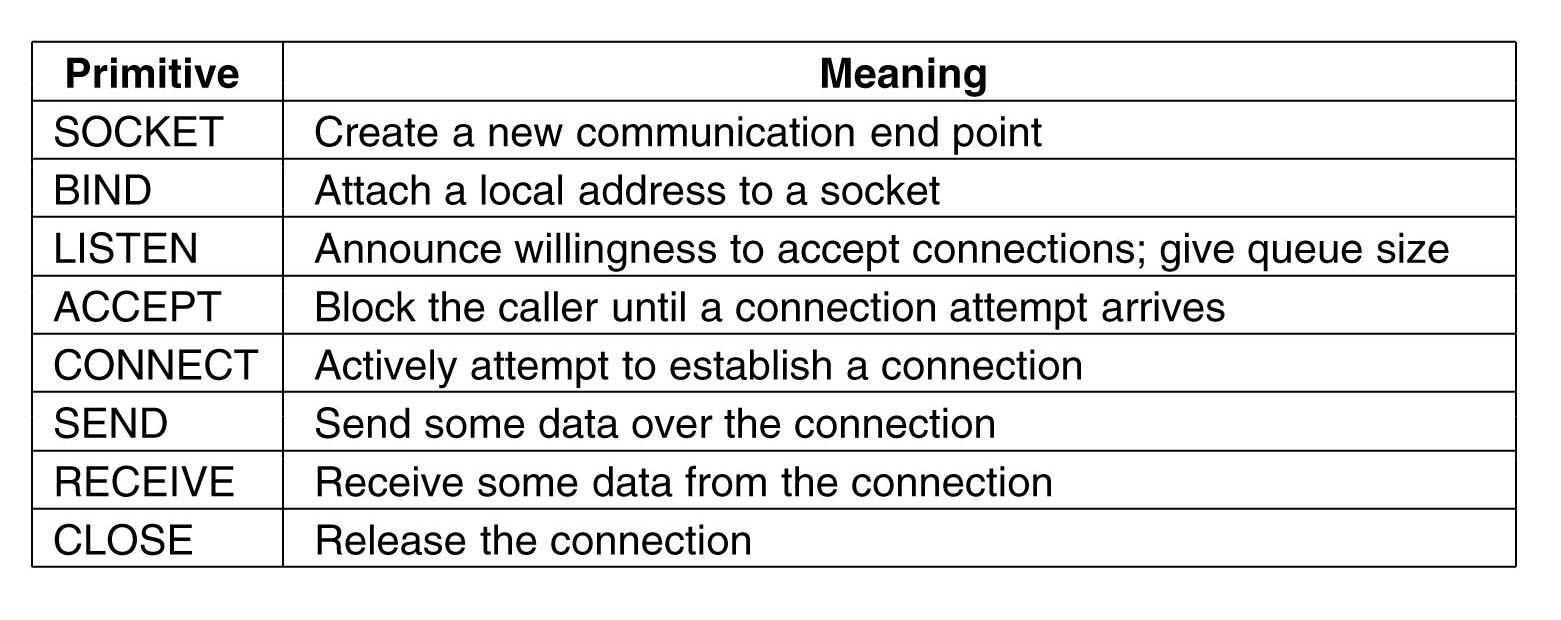 Primitive Meaning
SOCKET Create a new communication end point
BIND Attach a local address to a socket
LISTEN Announce willingness to accept connections; give queue size
ACCEPT Block the caller until a connection attempt arrives
CONNECT Actively attempt to establish a connection
SEND Send some data over the connection
RECEIVE Receive some data from the connection
CLOSE Release the connection